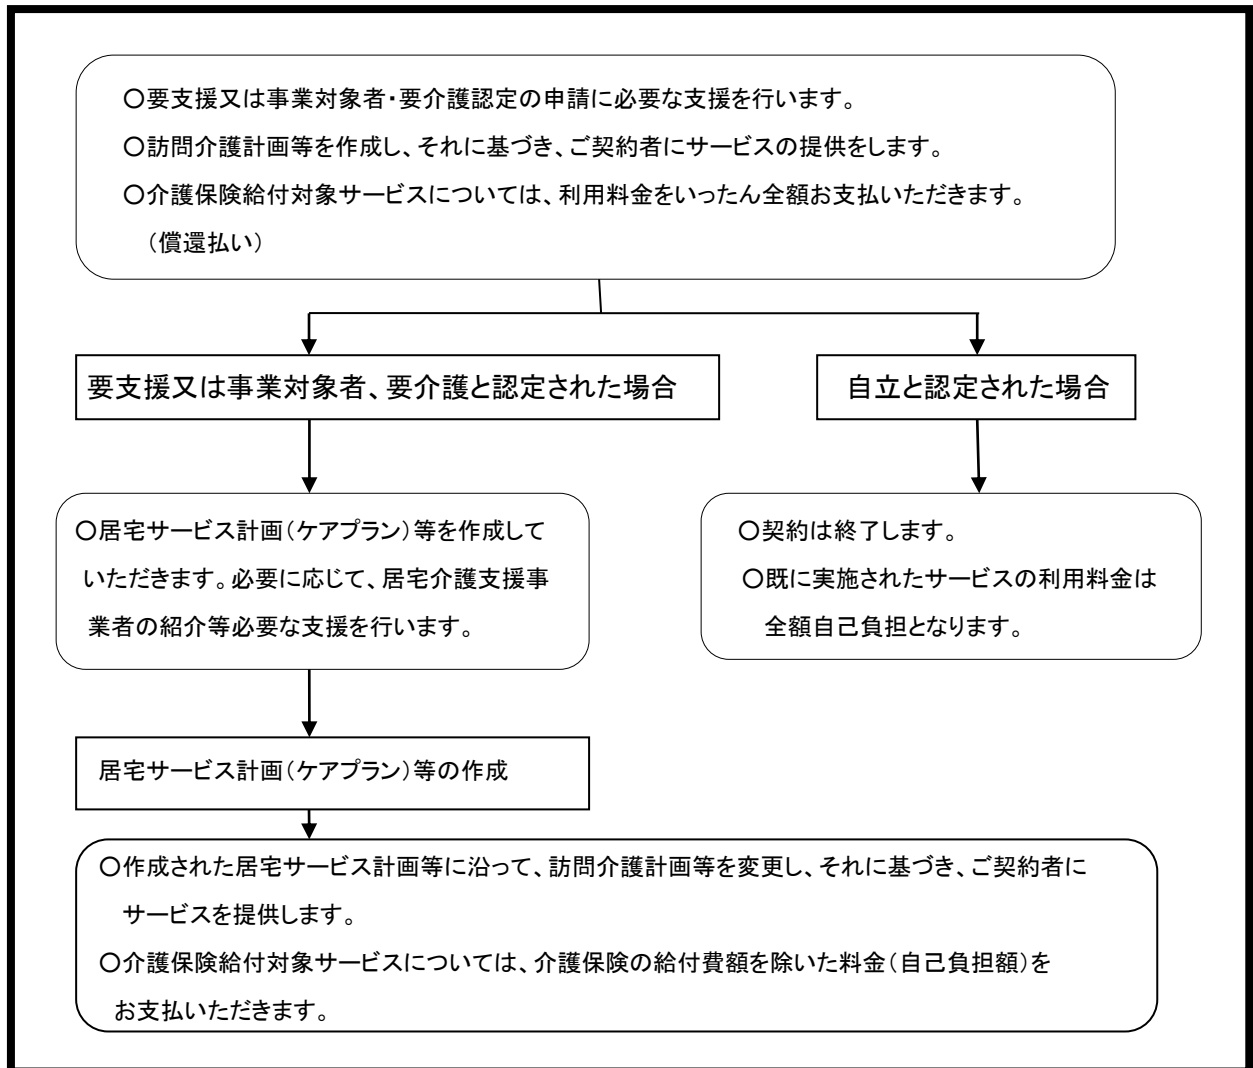 ○要支援又は事業対象者・要介護認定の申請に必要な支援を行います。
○訪問介護計画等を作成し、それに基づき、ご契約者にサービスの提供をします。
○介護保険給付対象サービスについては、利用料金をいったん全額お支払いただきます。
（償還払い）
要支援又は事業対象者、要介護と認定された場合
自立と認定された場合
○居宅サービス計画（ケアプラン）等を作成して
いただきます。必要に応じて、居宅介護支援事
業者の紹介等必要な支援を行います。
○契約は終了します。
○既に実施されたサービスの利用料金は
全額自己負担となります。
居宅サービス計画（ケアプラン）等の作成
○作成された居宅サービス計画等に沿って、訪問介護計画等を変更し、それに基づき、ご契約者に
サービスを提供します。
○介護保険給付対象サービスについては、介護保険の給付費額を除いた料金（自己負担額）を
お支払いただきます。